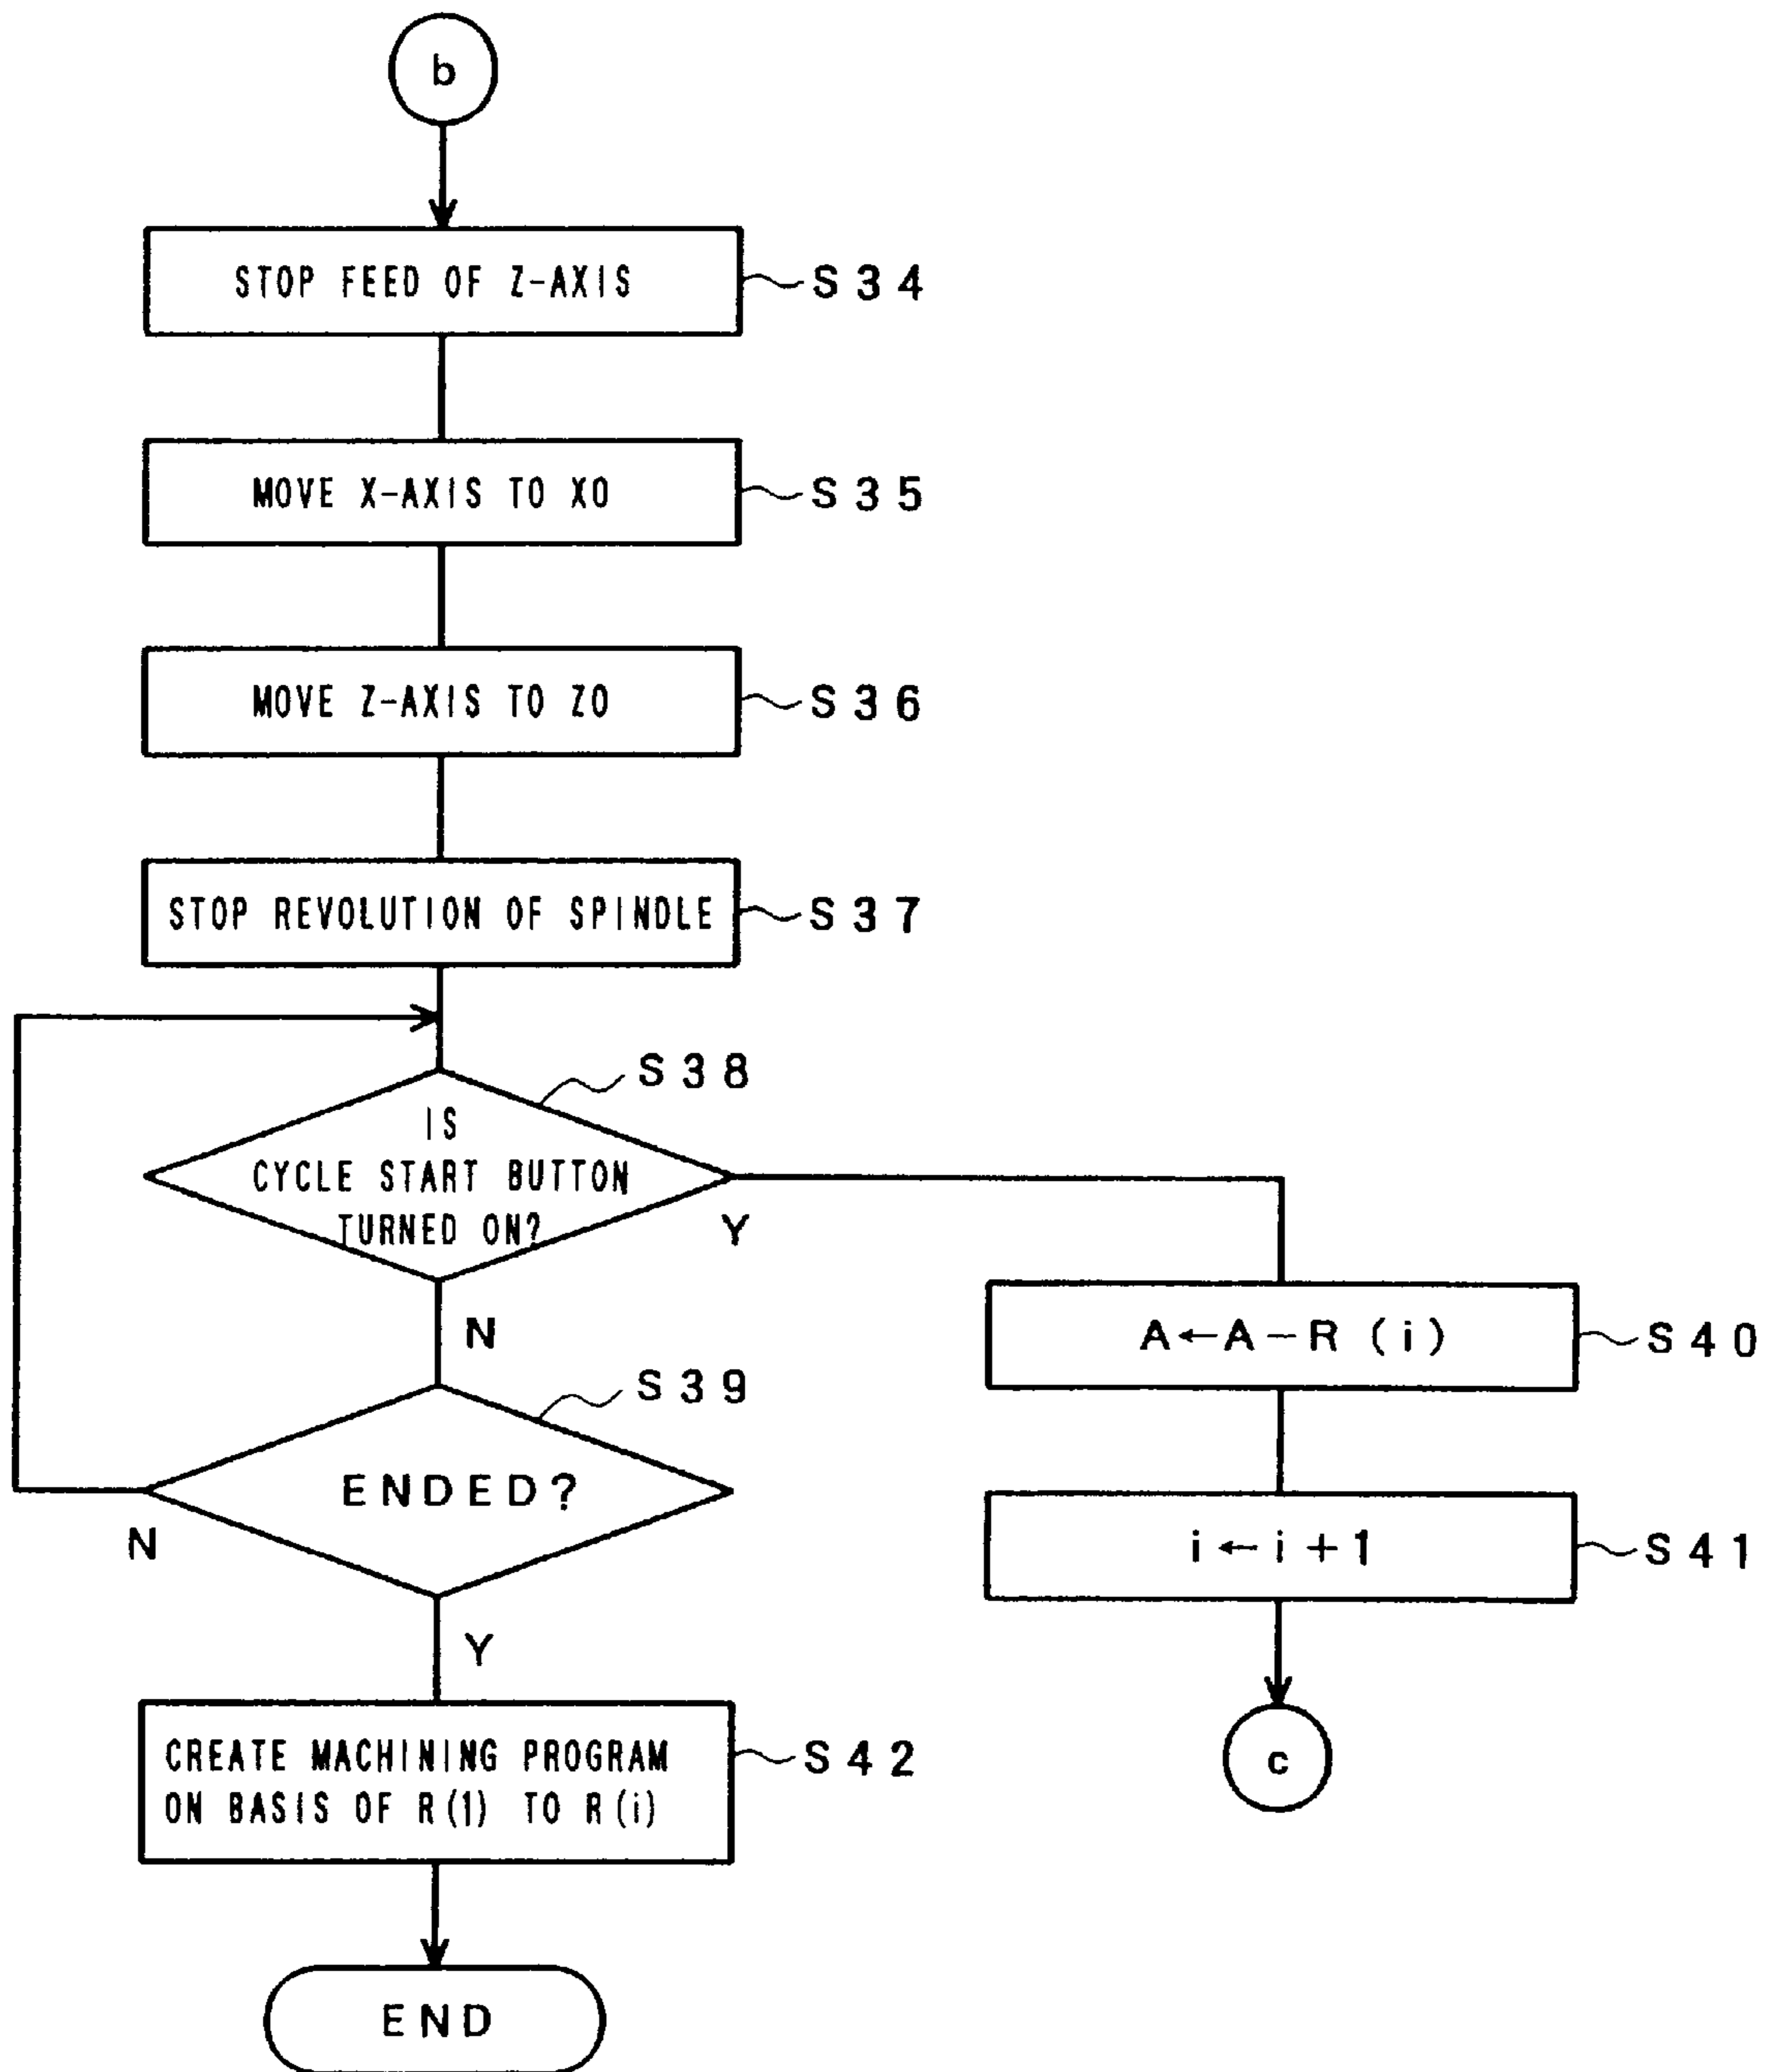 b
STOP FEED OF Z-AXIS
S34
MOVE X-AXIS TO X0
S35
MOVE Z-AXIS TO Z0
S36
STOP REVOLUTION OF SPINDLE
S37
S38
IS
CYCLE START BUTTON
TURNED ON?
Y
N
A←A−R (i)
S40
S39
ENDED?
N
i←i+1
S41
Y
CREATE MACHINING PROGRAM
ON BASIS OF R(1) TO R(i)
S42
c
END